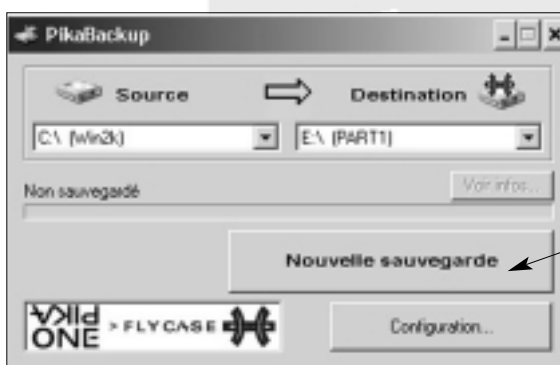 PikaBackup
Source Destination
C:\ (Win2k) E:\ (PART1)
Non sauvegardé Voir infos...
Nouvelle sauvegarde
PIKA ONE > FLYCASE
Configuration...